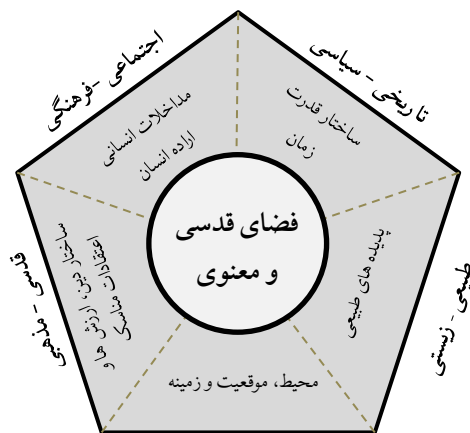 اجتماعی - فرهنگی
تاریخی - سیاسی
مداخلات انسانی
اراده انسان
ساختار قدرت
زمان
فضای قدسی
و معنوی
قدسی - مذهبی
ساختار دین، ارزش ها و
اعتقادات مناسک
پدیده های طبیعی
طبیعی - زیستی
محیط، موقعیت و زمینه